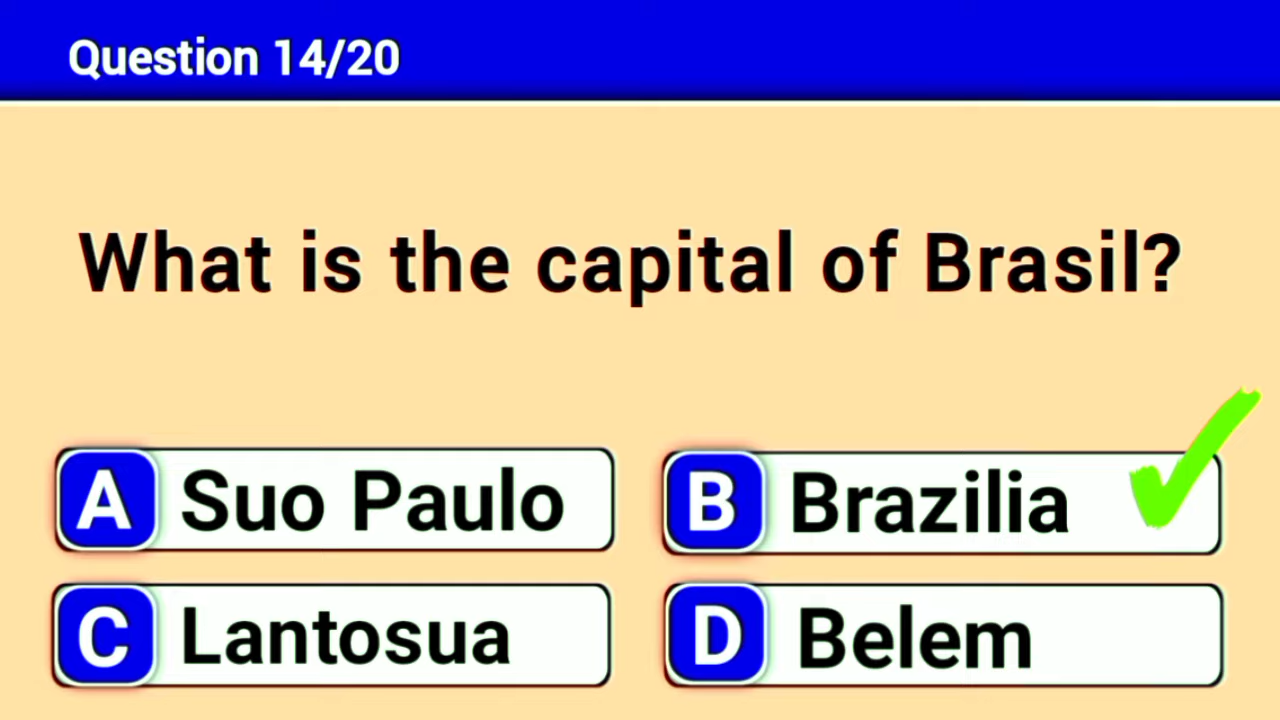 Question 14/20
What is the capital of Brasil?
A Suo Paulo
B Brazilia
C Lantosua
D Belem